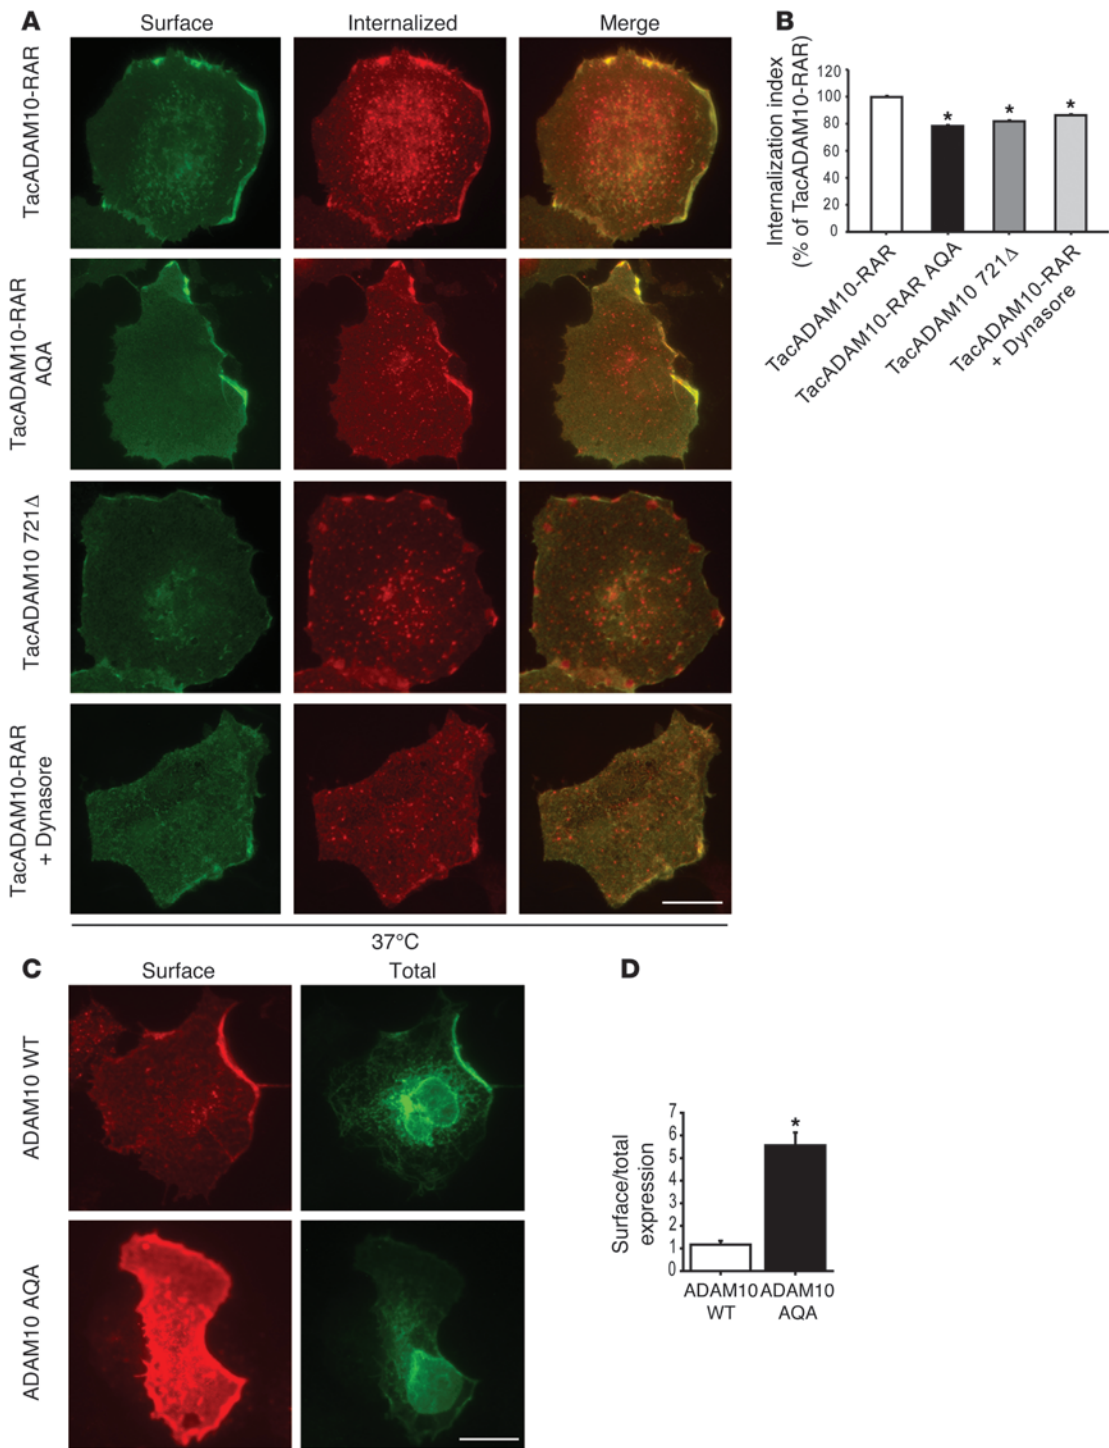 A
Surface
Internalized
Merge
TacADAM10-RAR
TacADAM10-RAR
AQA
TacADAM10 721Δ
TacADAM10-RAR
+ Dynasore
37°C
B
Internalization index
(% of TacADAM10-RAR)
120
100
80
60
40
20
0
*
*
*
TacADAM10-RAR
TacADAM10-RAR AQA
TacADAM10 721Δ
TacADAM10-RAR
+ Dynasore
C
Surface
Total
ADAM10 WT
ADAM10 AQA
D
Surface/total
expression
7
6
5
4
3
2
1
0
*
ADAM10
WT
ADAM10
AQA